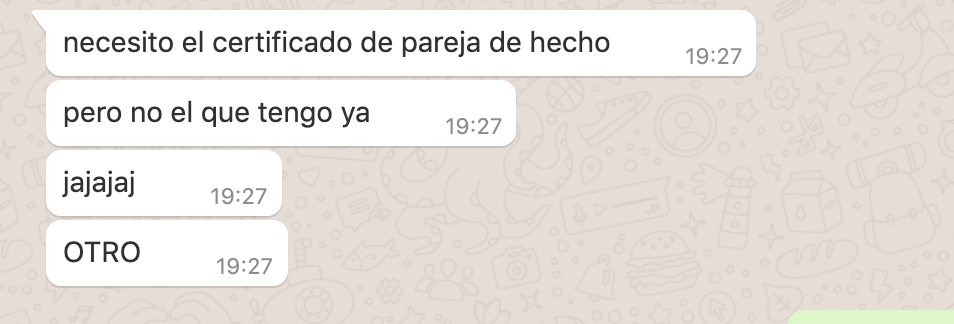 necesito el certificado de pareja de hecho
19:27
pero no el que tengo ya
19:27
jajajaj
19:27
OTRO
19:27